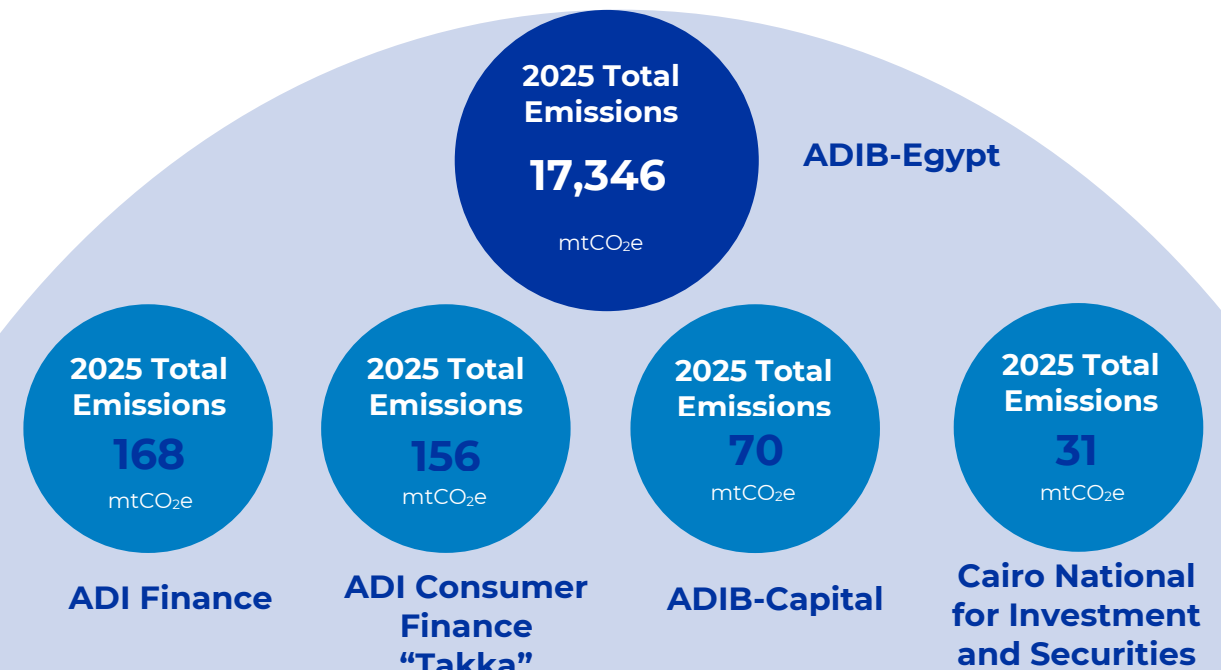 2025 Total
Emissions
17,346
mtCO₂e
ADIB-Egypt
2025 Total
Emissions
168
mtCO₂e
ADI Finance
2025 Total
Emissions
156
mtCO₂e
ADI Consumer
Finance
“Takka”
2025 Total
Emissions
70
mtCO₂e
ADIB-Capital
2025 Total
Emissions
31
mtCO₂e
Cairo National
for Investment
and Securities